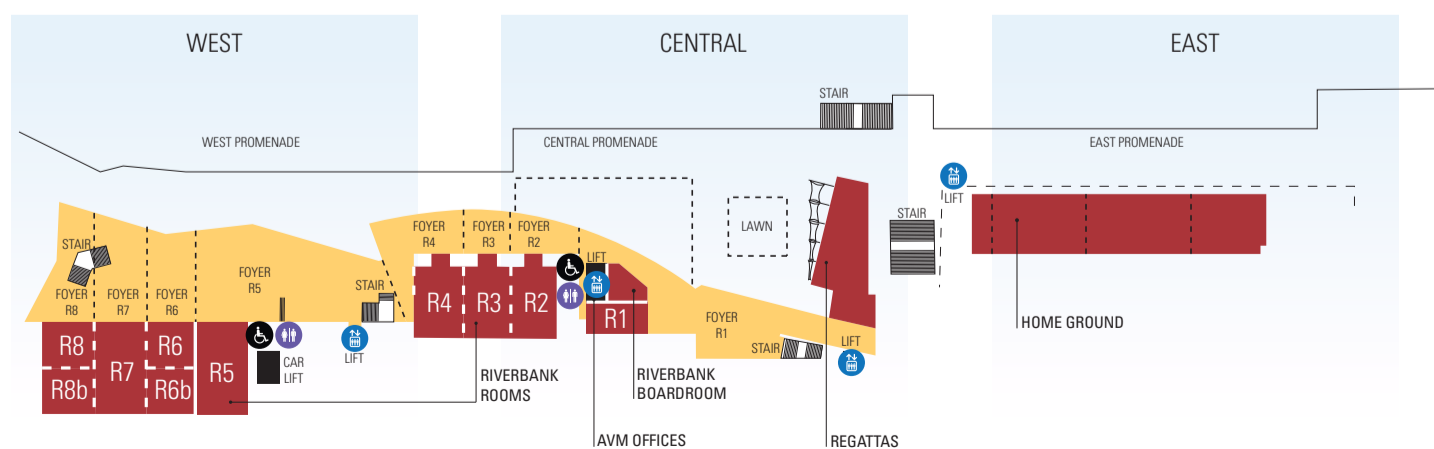 WEST
CENTRAL
EAST
STAIR
WEST PROMENADE
CENTRAL PROMENADE
EAST PROMENADE
LIFT
STAIR
LAWN
FOYER
R4
FOYER
R3
FOYER
R2
STAIR
LIFT
FOYER
R8
FOYER
R7
FOYER
R6
FOYER
R5
STAIR
R4
R3
R2
R1
FOYER
R1
HOME GROUND
R8
R7
R6
R5
R8b
R6b
CAR
LIFT
LIFT
STAIR
LIFT
RIVERBANK
ROOMS
RIVERBANK
BOARDROOM
AVM OFFICES
REGATTAS